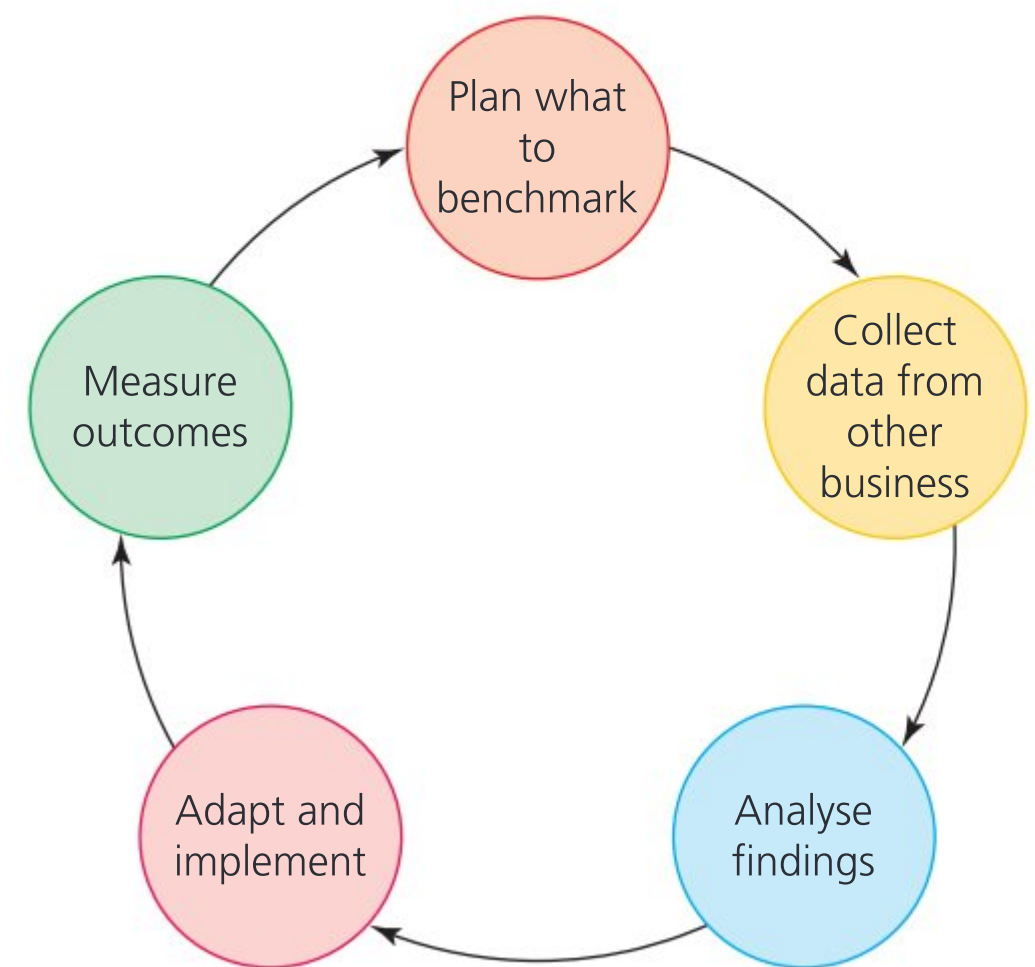 Plan what
to
benchmark
Collect
data from
other
business
Analyse
findings
Adapt and
implement
Measure
outcomes